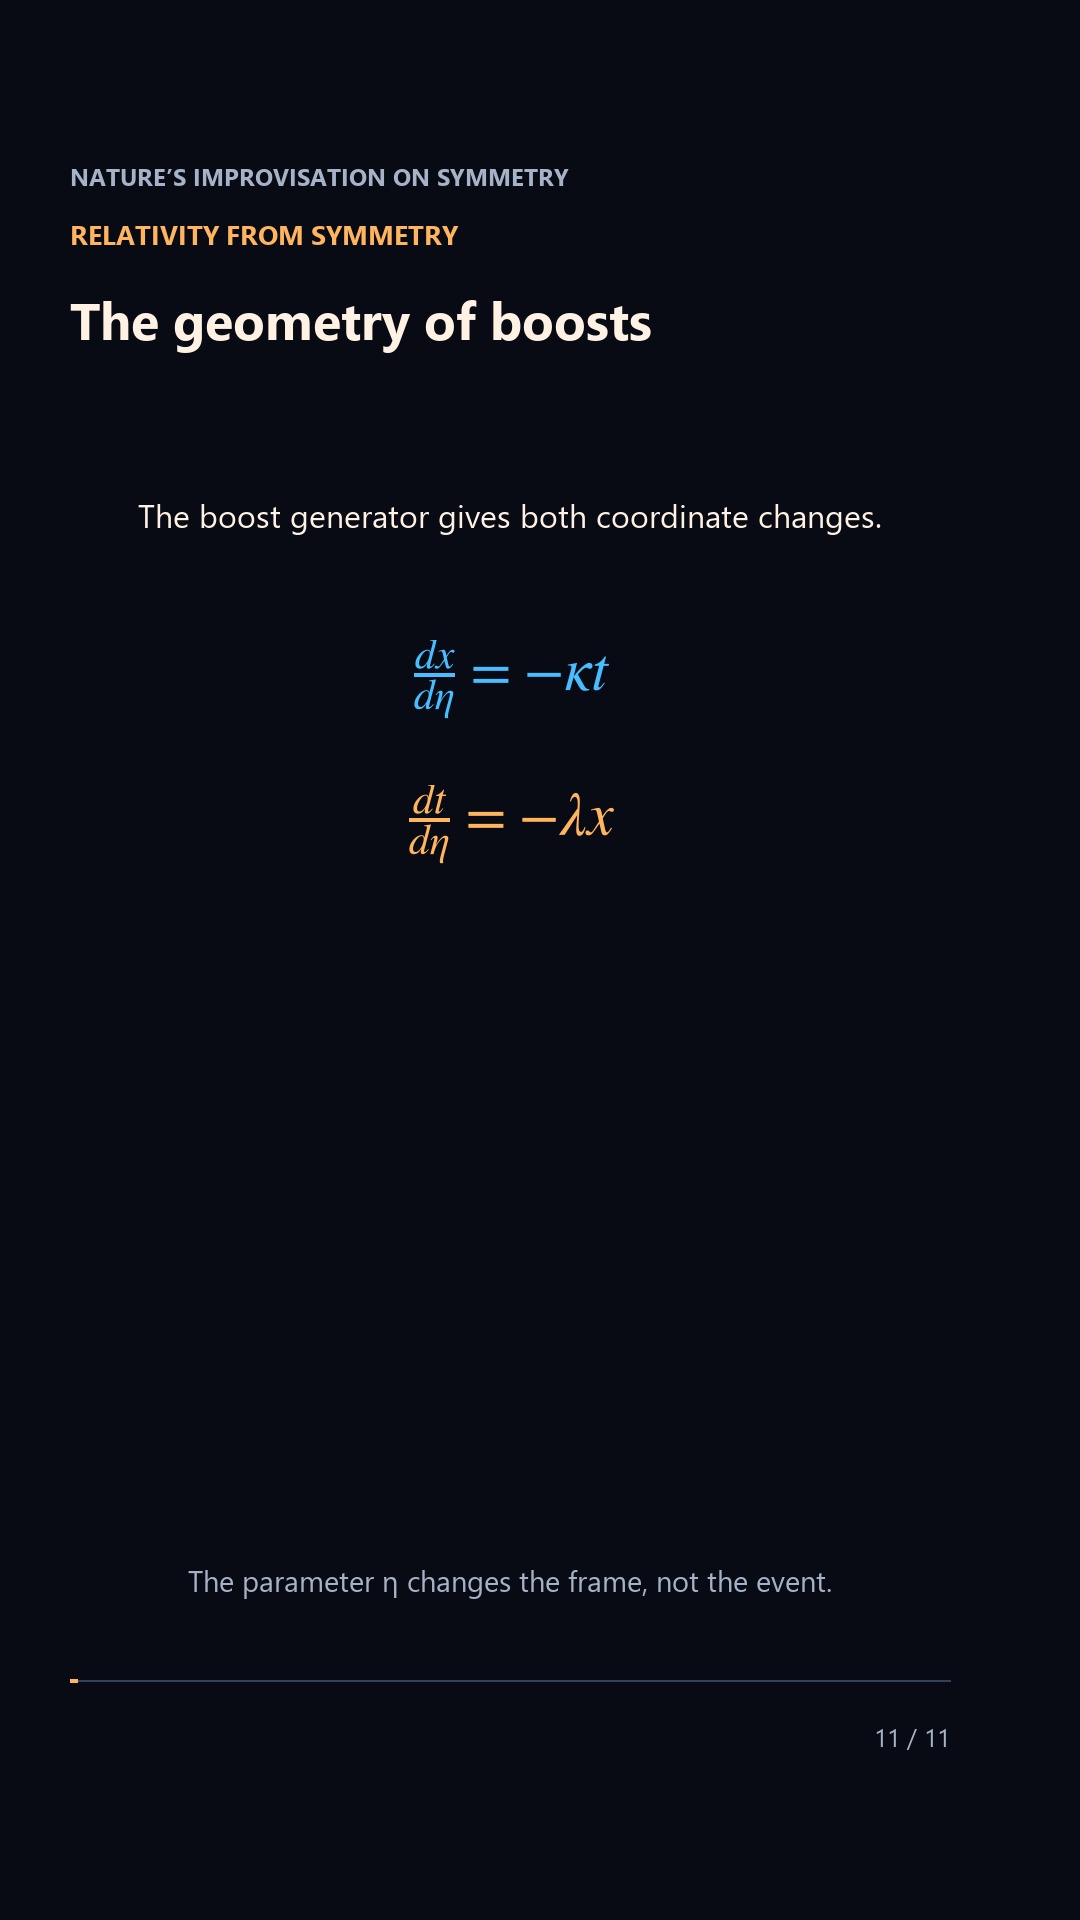 NATURE’S IMPROVISATION ON SYMMETRY
RELATIVITY FROM SYMMETRY
The geometry of boosts
The boost generator gives both coordinate changes.
dx/dη = −κt
dt/dη = −λx
The parameter η changes the frame, not the event.
11 / 11